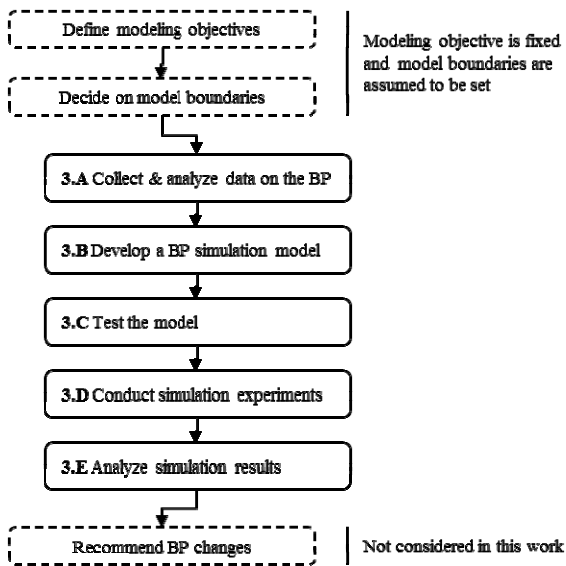 Define modeling objectives
Modeling objective is fixed
and model boundaries are
assumed to be set
Decide on model boundaries
3.A Collect & analyze data on the BP
3.B Develop a BP simulation model
3.C Test the model
3.D Conduct simulation experiments
3.E Analyze simulation results
Recommend BP changes
Not considered in this work